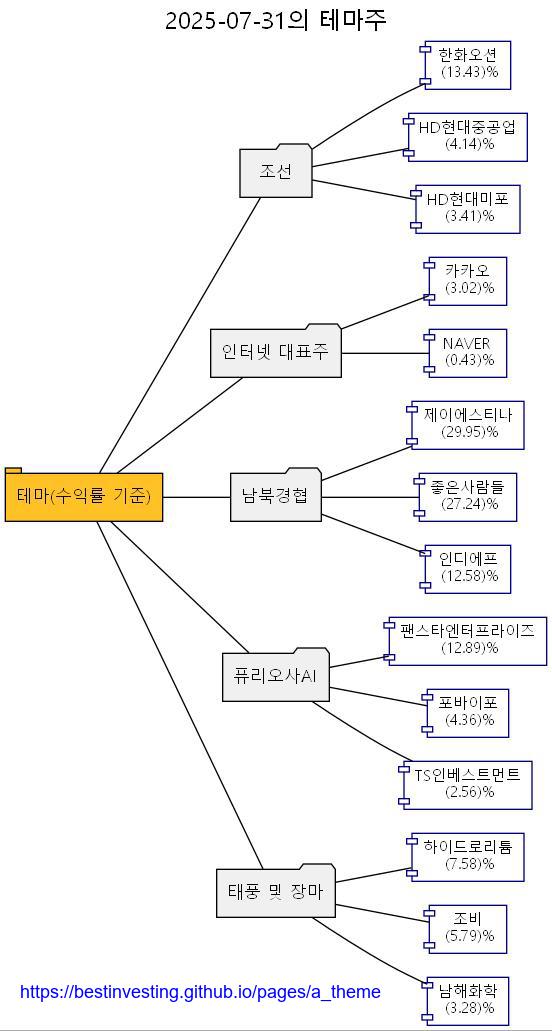 2025-07-31의 테마주
한화오션
(13.43)%
HD현대중공업
(4.14)%
조선
HD현대미포
(3.41)%
카카오
(3.02)%
인터넷 대표주
NAVER
(0.43)%
제이에스티나
(29.95)%
테마(수익률 기준)
남북경협
좋은사람들
(27.24)%
인디에프
(12.58)%
팬스타엔터프라이즈
(12.89)%
퓨리오사AI
포바이포
(4.36)%
TS인베스트먼트
(2.56)%
하이드로리튬
(7.58)%
태풍 및 장마
조비
(5.79)%
남해화학
(3.28)%
https://bestinvesting.github.io/pages/a_theme